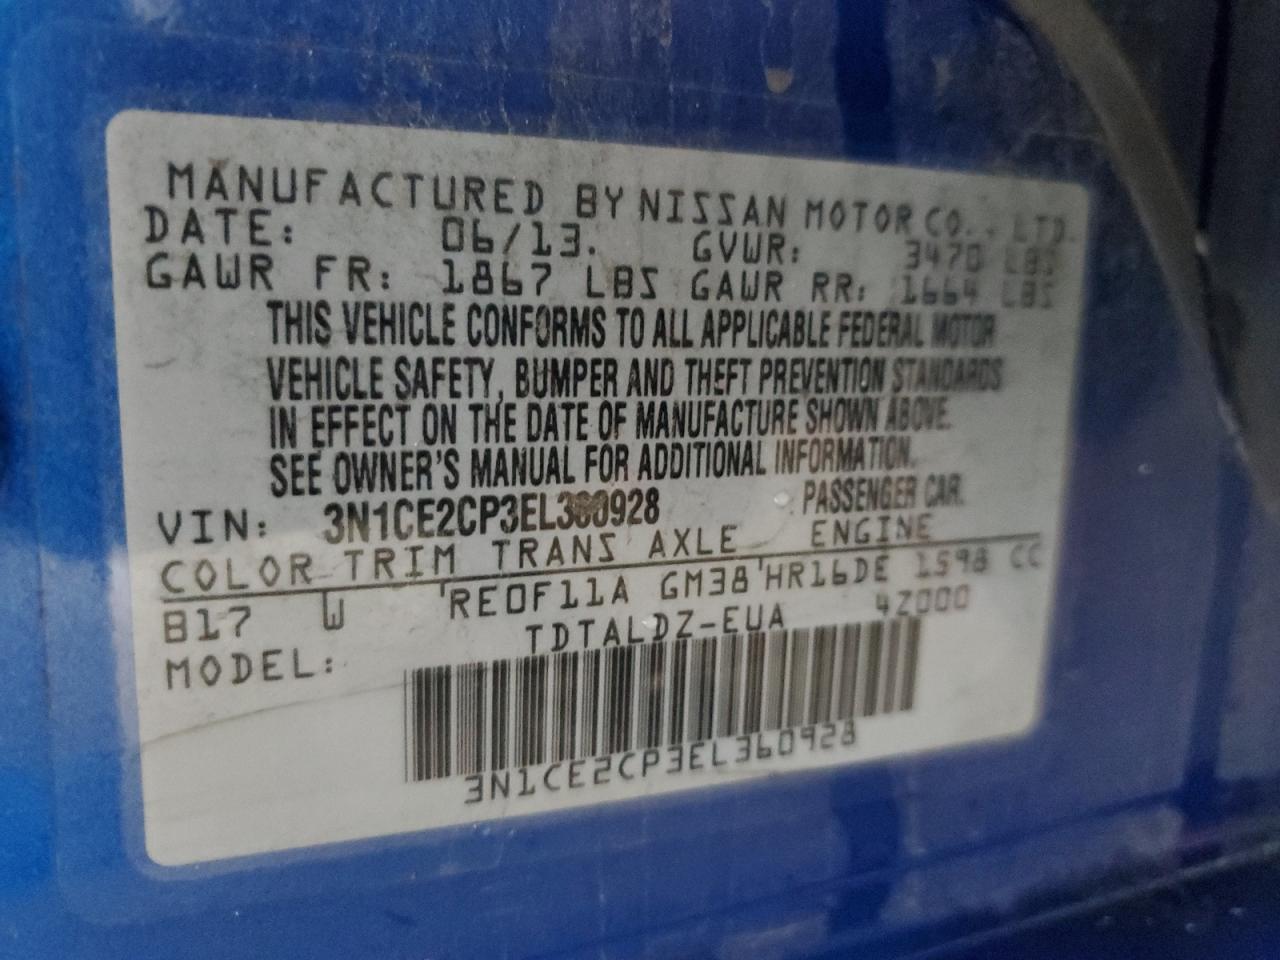 MANUFACTURED BY NISSAN MOTOR CO., LTD.
DATE: 06/13. GVWR: 3470 LBS
GAWR FR: 1867 LBS GAWR RR: 1664 LBS
THIS VEHICLE CONFORMS TO ALL APPLICABLE FEDERAL MOTOR
VEHICLE SAFETY, BUMPER AND THEFT PREVENTION STANDARDS
IN EFFECT ON THE DATE OF MANUFACTURE SHOWN ABOVE.
SEE OWNER'S MANUAL FOR ADDITIONAL INFORMATION.
VIN: 3N1CE2CP3EL360928 PASSENGER CAR.
COLOR TRIM TRANS AXLE ENGINE
B17 W RE0F11A GM38 HR16DE 1598 CC
MODEL: TDTALDZ-EUA 4Z000
3N1CE2CP3EL360928